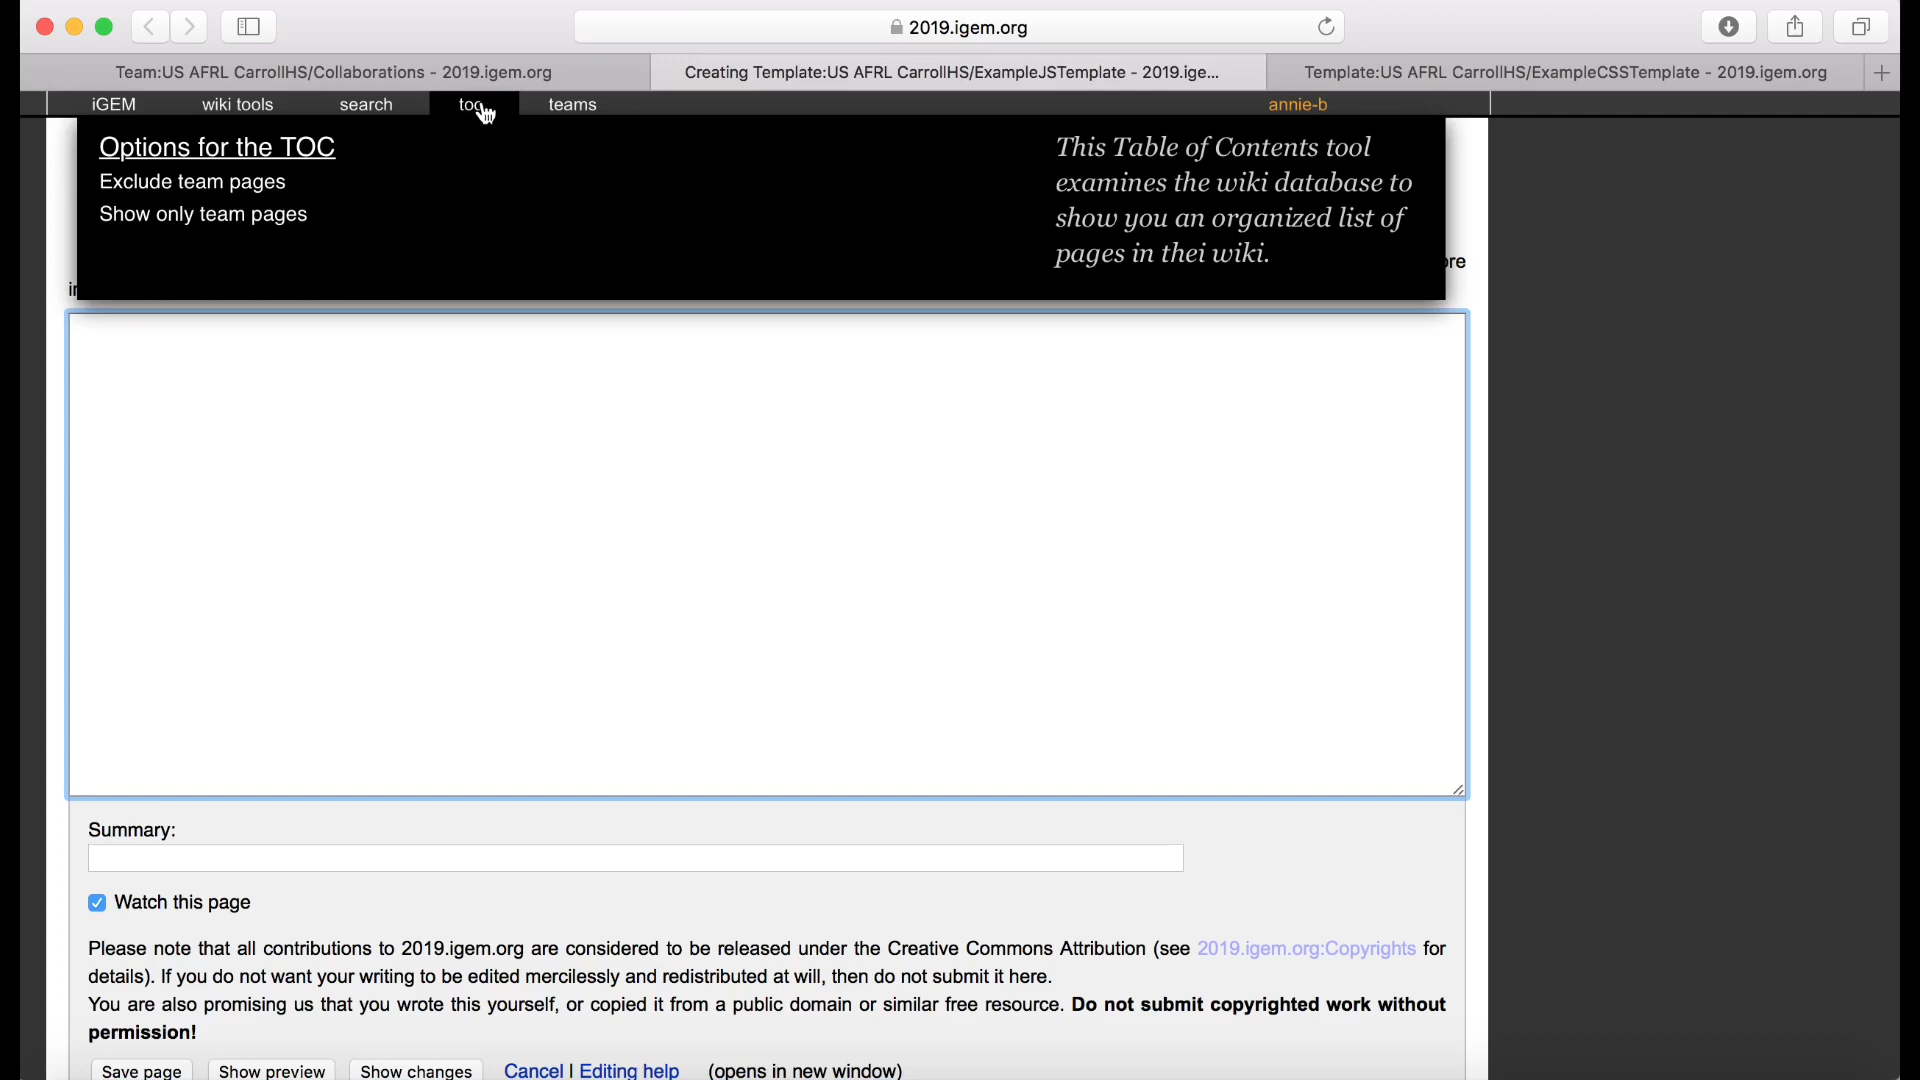 2019.igem.org
Team:US AFRL CarrollHS/Collaborations - 2019.igem.org
Creating Template:US AFRL CarrollHS/ExampleJSTemplate - 2019.ige...
Template:US AFRL CarrollHS/ExampleCSSTemplate - 2019.igem.org
iGEM wiki tools search toc teams annie-b
Options for the TOC
Exclude team pages
Show only team pages
This Table of Contents tool
examines the wiki database to
show you an organized list of
pages in thei wiki.
Summary:
Watch this page
Please note that all contributions to 2019.igem.org are considered to be released under the Creative Commons Attribution (see 2019.igem.org:Copyrights for
details). If you do not want your writing to be edited mercilessly and redistributed at will, then do not submit it here.
You are also promising us that you wrote this yourself, or copied it from a public domain or similar free resource. Do not submit copyrighted work without
permission!
Save page Show preview Show changes Cancel | Editing help (opens in new window)